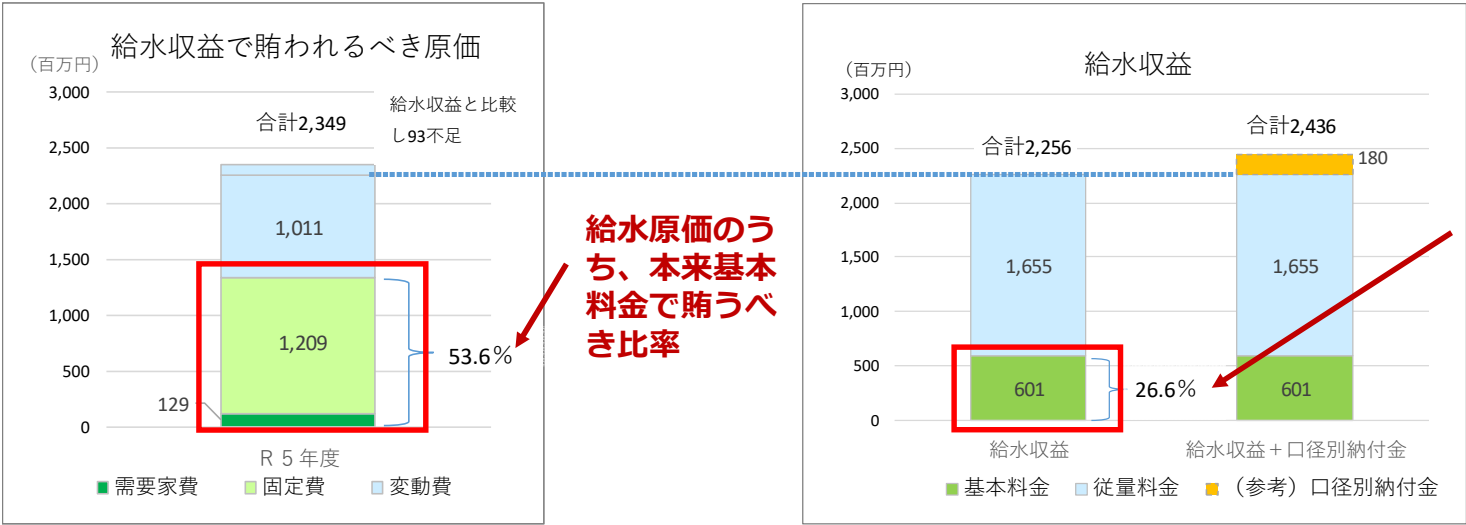 給水収益で賄われるべき原価
（百万円）
3,000
2,500
2,000
1,500
1,000
500
0
合計2,349
給水収益と比較
し93不足
1,011
1,209
129
53.6％
Ｒ５年度
需要家費
固定費
変動費
給水原価のう
ち、本来基本
料金で賄うべ
き比率
給水収益
（百万円）
3,000
2,500
2,000
1,500
1,000
500
0
合計2,256
合計2,436
180
1,655
1,655
601
26.6％
601
給水収益
給水収益＋口径別納付金
基本料金
従量料金
（参考）口径別納付金